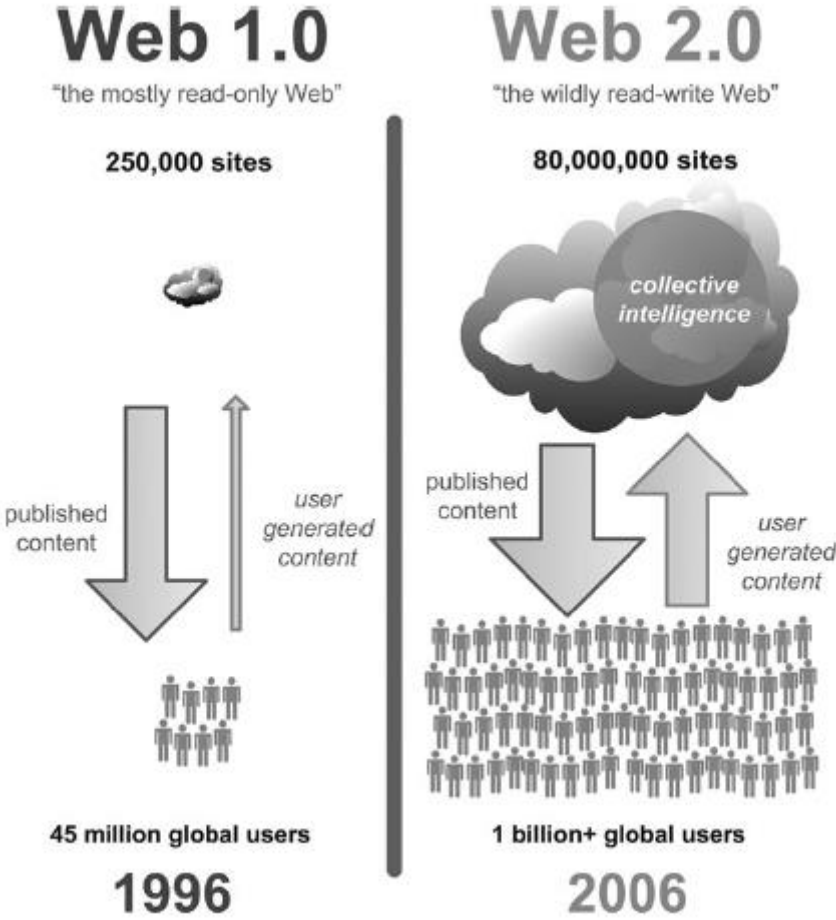 Web 1.0
“the mostly read-only Web”
250,000 sites
published
content
user
generated
content
45 million global users
1996
Web 2.0
“the wildly read-write Web”
80,000,000 sites
collective
intelligence
published
content
user
generated
content
1 billion+ global users
2006